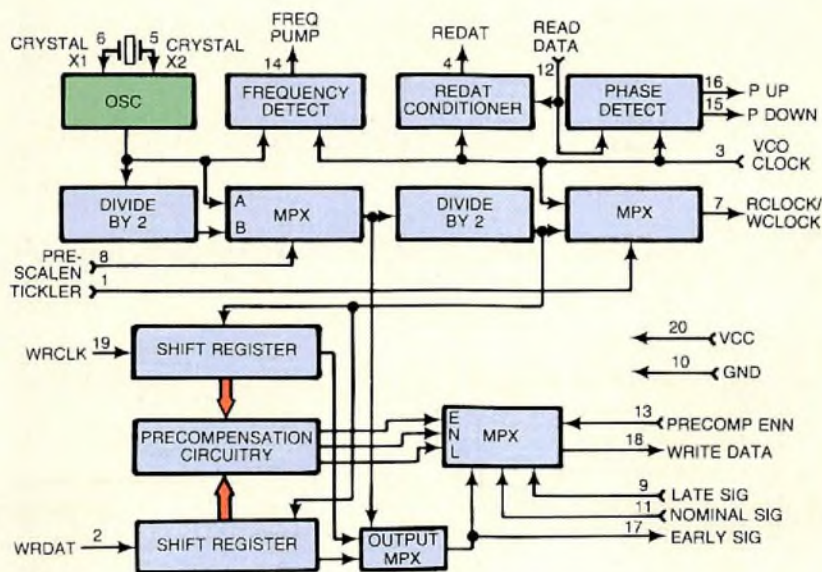 FREQ
PUMP
REDAT
READ
DATA
CRYSTAL
X1
6
5
CRYSTAL
X2
14
4
12
OSC
FREQUENCY
DETECT
REDAT
CONDITIONER
PHASE
DETECT
16
P UP
15
P DOWN
3
VCO
CLOCK
DIVIDE
BY 2
A
B
MPX
DIVIDE
BY 2
MPX
7
RCLOCK/
WCLOCK
PRE-
SCALEN
8
TICKLER
1
WRCLK
19
SHIFT REGISTER
20
VCC
10
GND
PRECOMPENSATION
CIRCUITRY
E
N
L
MPX
13
PRECOMP ENN
18
WRITE DATA
9
LATE SIG
11
NOMINAL SIG
17
EARLY SIG
WRDAT
2
SHIFT REGISTER
OUTPUT
MPX